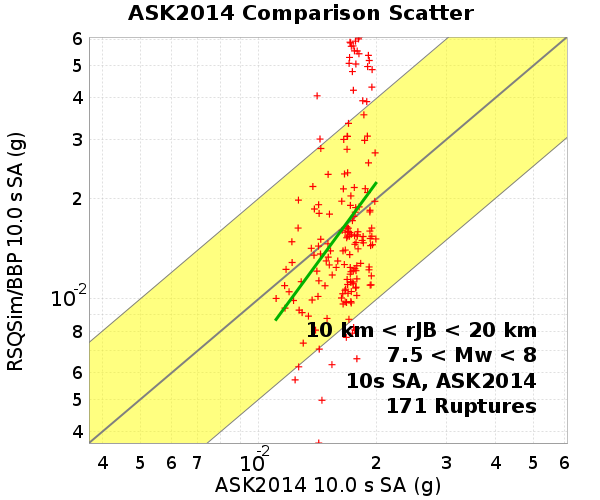 ASK2014 Comparison Scatter
RSQSim/BBP 10.0 s SA (g)
6
5
4
3
2
10-2
8
6
5
4
10 km < rJB < 20 km
7.5 < Mw < 8
10s SA, ASK2014
171 Ruptures
4 5 6 7 10-2 2 3 4 5 6
ASK2014 10.0 s SA (g)